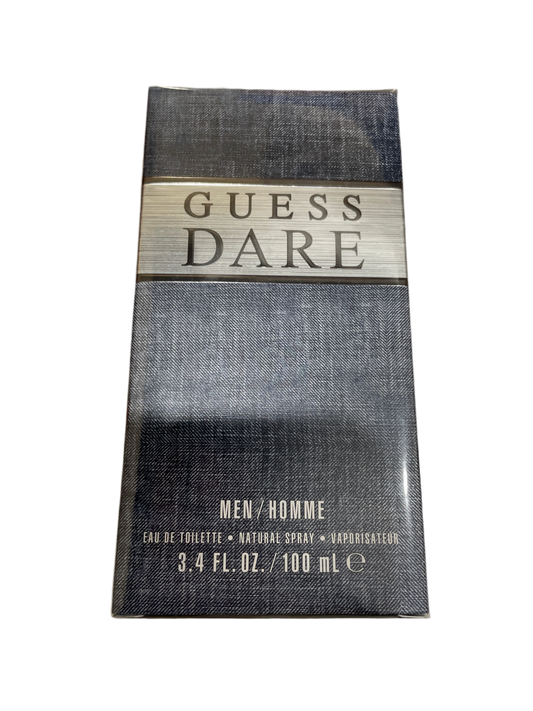 GUESS
DARE
MEN/HOMME
EAU DE TOILETTE • NATURAL SPRAY • VAPORISATEUR
3.4 FL. OZ. / 100 mL ℮